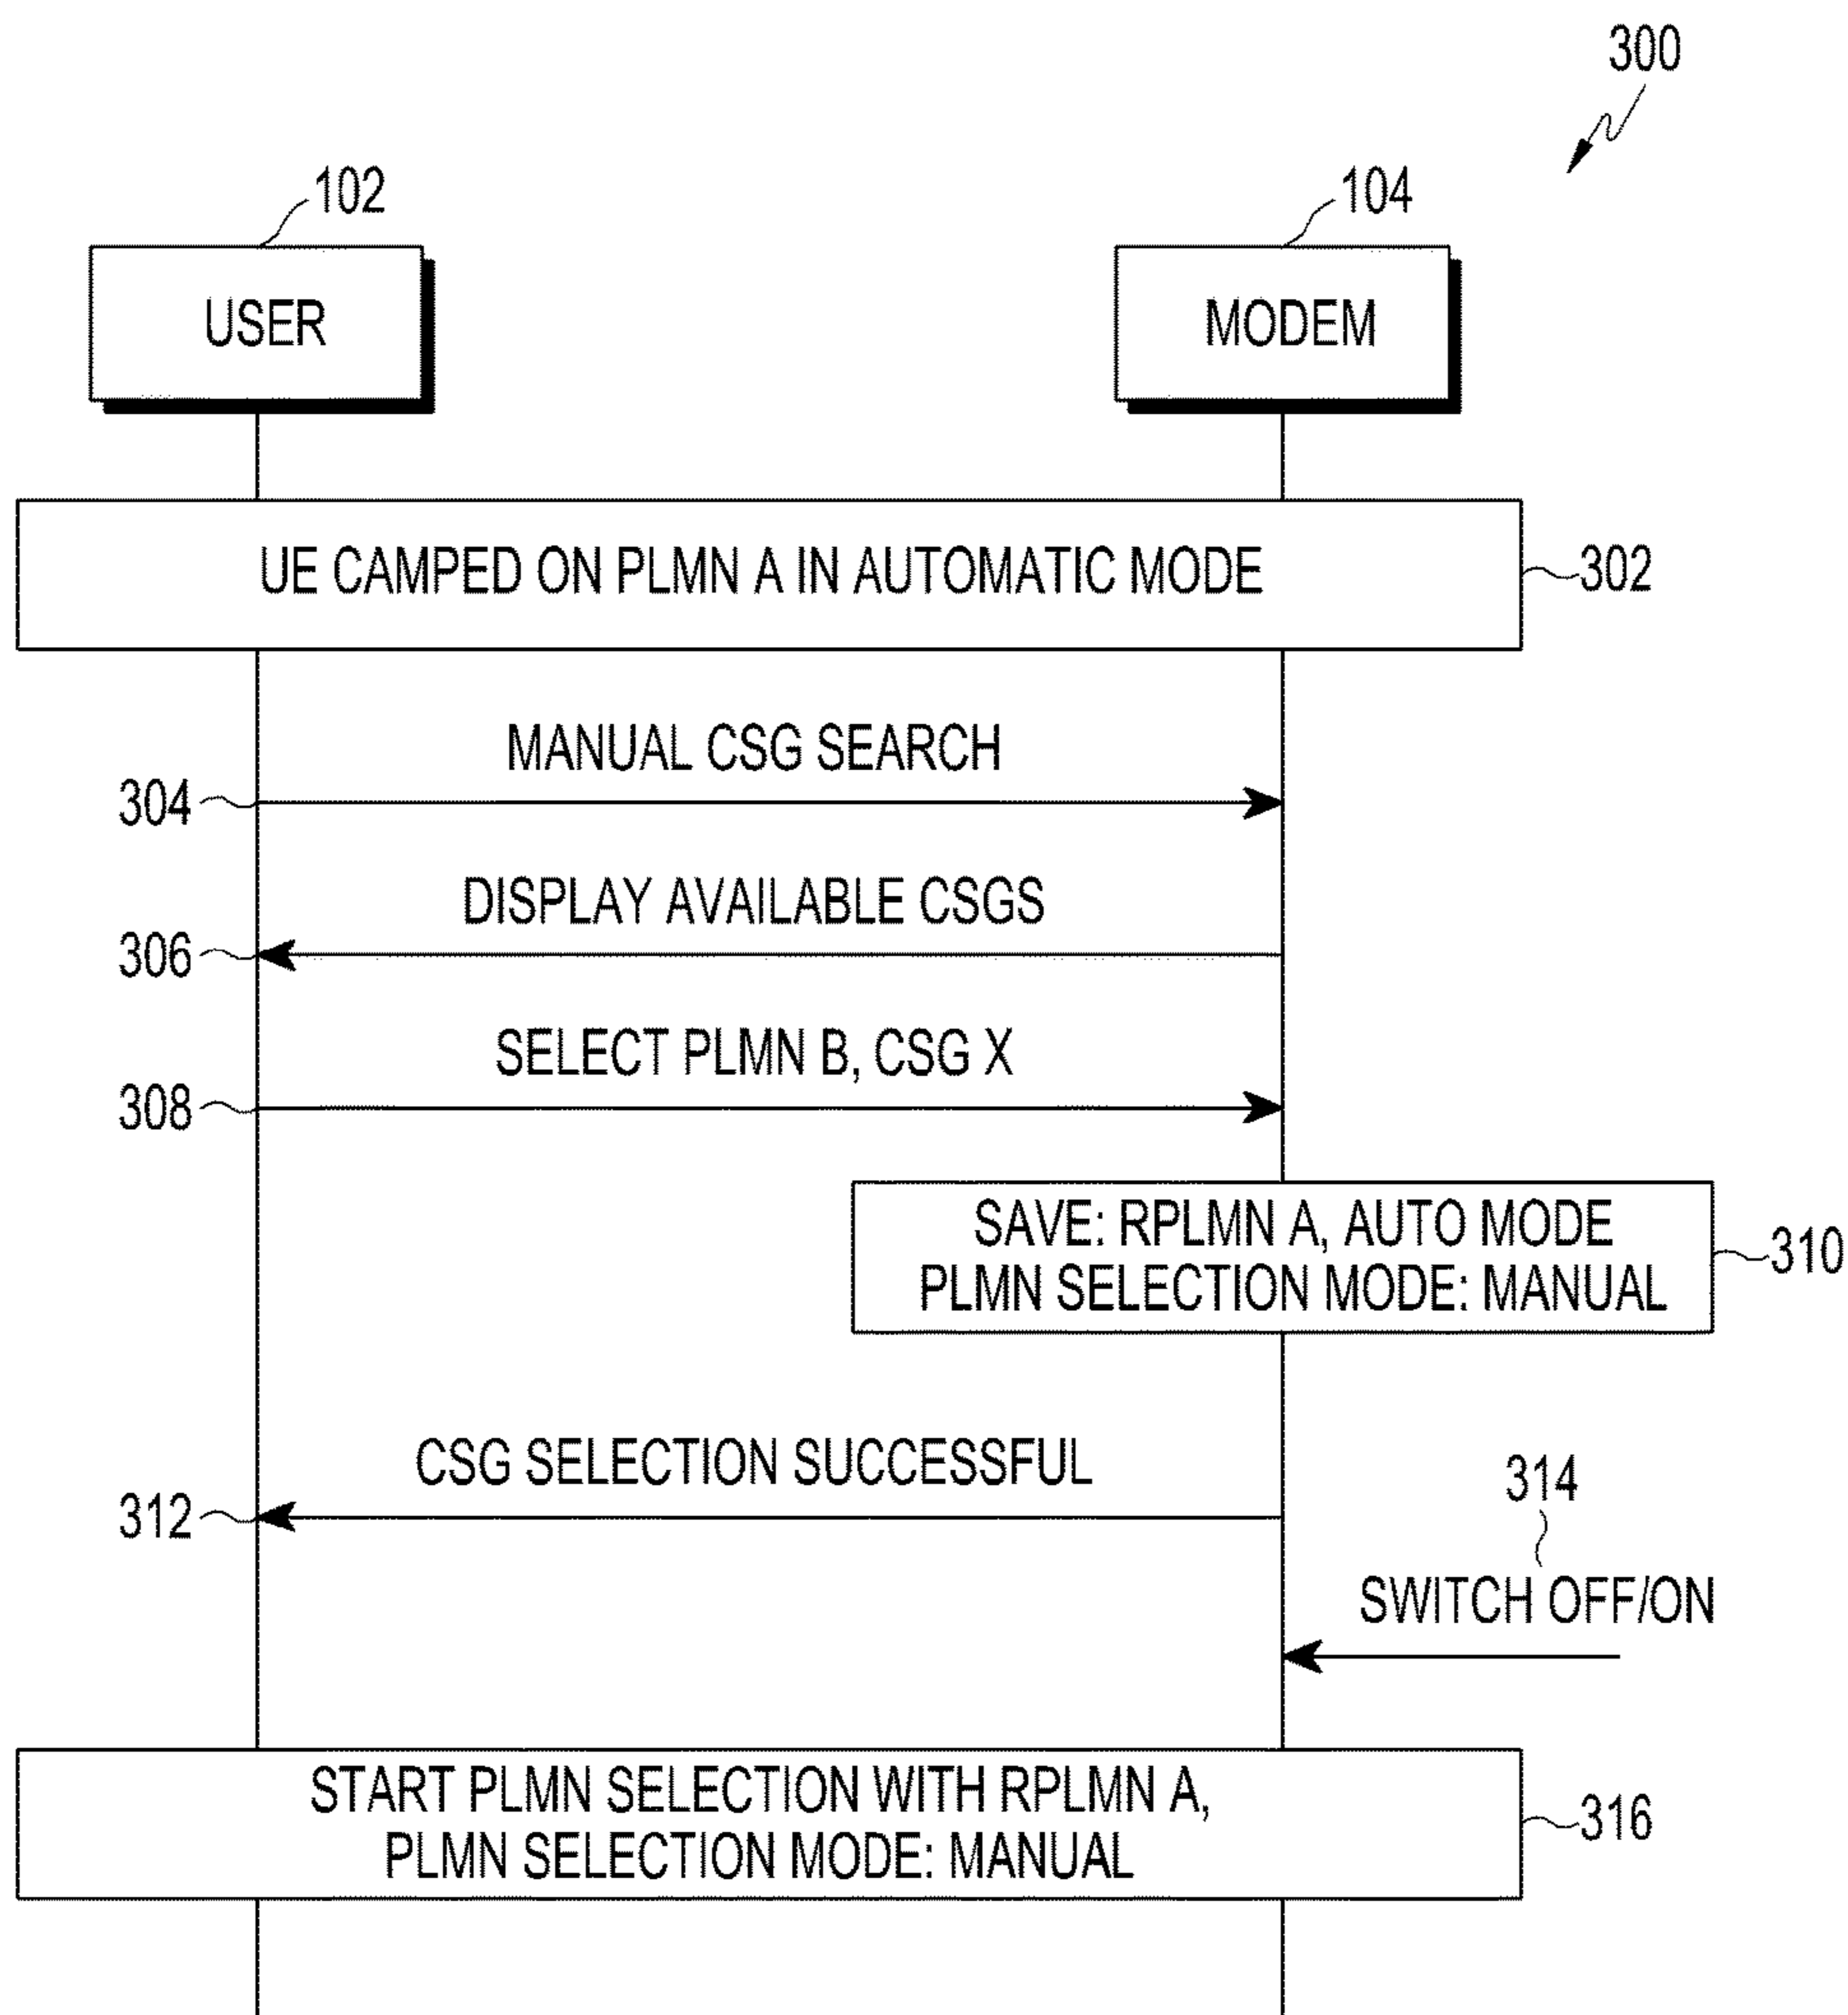 300
102
104
USER
MODEM
UE CAMPED ON PLMN A IN AUTOMATIC MODE
302
MANUAL CSG SEARCH
304
DISPLAY AVAILABLE CSGS
306
SELECT PLMN B, CSG X
308
SAVE: RPLMN A, AUTO MODE
PLMN SELECTION MODE: MANUAL
310
CSG SELECTION SUCCESSFUL
312
314
SWITCH OFF/ON
START PLMN SELECTION WITH RPLMN A,
PLMN SELECTION MODE: MANUAL
316